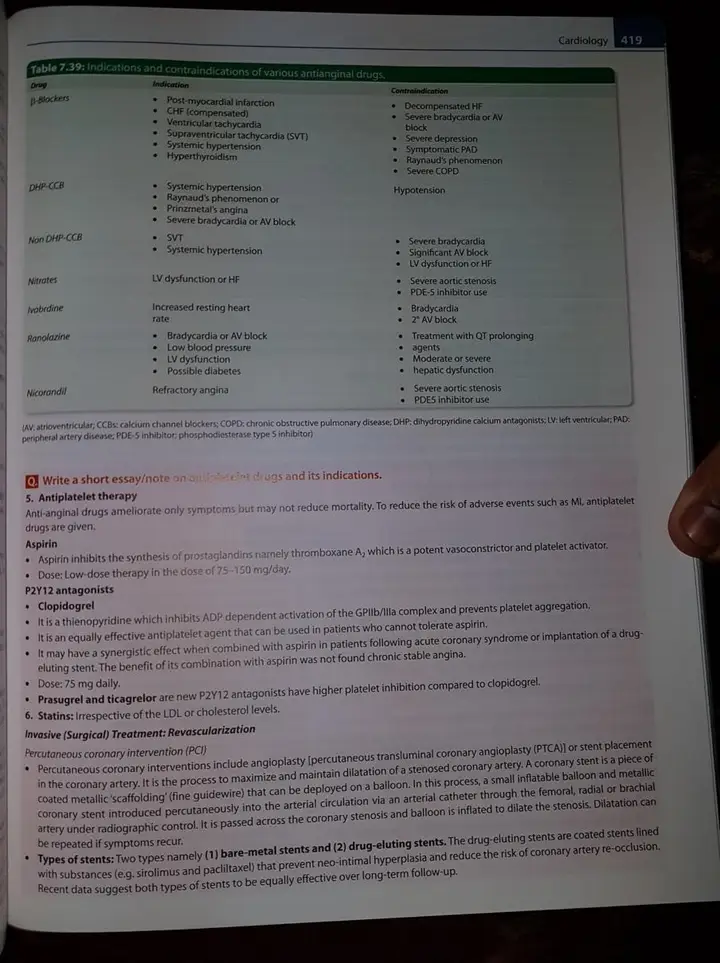 Cardiology 419
Table 7.39: Indications and contraindications of various antianginal drugs.
Drug Indication Contraindication
β-Blockers
• Post-myocardial infarction
• CHF (compensated)
• Ventricular tachycardia
• Supraventricular tachycardia (SVT)
• Systemic hypertension
• Hyperthyroidism
• Decompensated HF
• Severe bradycardia or AV
block
• Severe depression
• Symptomatic PAD
• Raynaud's phenomenon
• Severe COPD
DHP-CCB
• Systemic hypertension
• Raynaud's phenomenon or
• Prinzmetal's angina
• Severe bradycardia or AV block
Hypotension
Non DHP-CCB
• SVT
• Systemic hypertension
• Severe bradycardia
• Significant AV block
• LV dysfunction or HF
Nitrates
LV dysfunction or HF
• Severe aortic stenosis
• PDE-5 inhibitor use
Ivabrdine
Increased resting heart
rate
• Bradycardia
• 2° AV block
Ranolazine
• Bradycardia or AV block
• Low blood pressure
• LV dysfunction
• Possible diabetes
• Treatment with QT prolonging
• agents
• Moderate or severe
• hepatic dysfunction
Nicorandil
Refractory angina
• Severe aortic stenosis
• PDE5 inhibitor use
(AV: atrioventricular; CCBs: calcium channel blockers; COPD: chronic obstructive pulmonary disease; DHP: dihydropyridine calcium antagonists; LV: left ventricular; PAD:
peripheral artery disease; PDE-5 inhibitor: phosphodiesterase type 5 inhibitor)
Q. Write a short essay/note on antiplatelet drugs and its indications.
5. Antiplatelet therapy
Anti-anginal drugs ameliorate only symptoms but may not reduce mortality. To reduce the risk of adverse events such as MI, antiplatelet
drugs are given.
Aspirin
• Aspirin inhibits the synthesis of prostaglandins namely thromboxane A₂ which is a potent vasoconstrictor and platelet activator.
• Dose: Low-dose therapy in the dose of 75–150 mg/day.
P2Y12 antagonists
• Clopidogrel
• It is a thienopyridine which inhibits ADP dependent activation of the GPIIb/IIIa complex and prevents platelet aggregation.
• It is an equally effective antiplatelet agent that can be used in patients who cannot tolerate aspirin.
• It may have a synergistic effect when combined with aspirin in patients following acute coronary syndrome or implantation of a drug-
eluting stent. The benefit of its combination with aspirin was not found chronic stable angina.
• Dose: 75 mg daily.
• Prasugrel and ticagrelor are new P2Y12 antagonists have higher platelet inhibition compared to clopidogrel.
6. Statins: Irrespective of the LDL or cholesterol levels.
Invasive (Surgical) Treatment: Revascularization
Percutaneous coronary intervention (PCI)
• Percutaneous coronary interventions include angioplasty [percutaneous transluminal coronary angioplasty (PTCA)] or stent placement
in the coronary artery. It is the process to maximize and maintain dilatation of a stenosed coronary artery. A coronary stent is a piece of
coated metallic 'scaffolding' (fine guidewire) that can be deployed on a balloon. In this process, a small inflatable balloon and metallic
coronary stent introduced percutaneously into the arterial circulation via an arterial catheter through the femoral, radial or brachial
artery under radiographic control. It is passed across the coronary stenosis and balloon is inflated to dilate the stenosis. Dilatation can
be repeated if symptoms recur.
• Types of stents: Two types namely (1) bare-metal stents and (2) drug-eluting stents. The drug-eluting stents are coated stents lined
with substances (e.g. sirolimus and pacliltaxel) that prevent neo-intimal hyperplasia and reduce the risk of coronary artery re-occlusion.
Recent data suggest both types of stents to be equally effective over long-term follow-up.